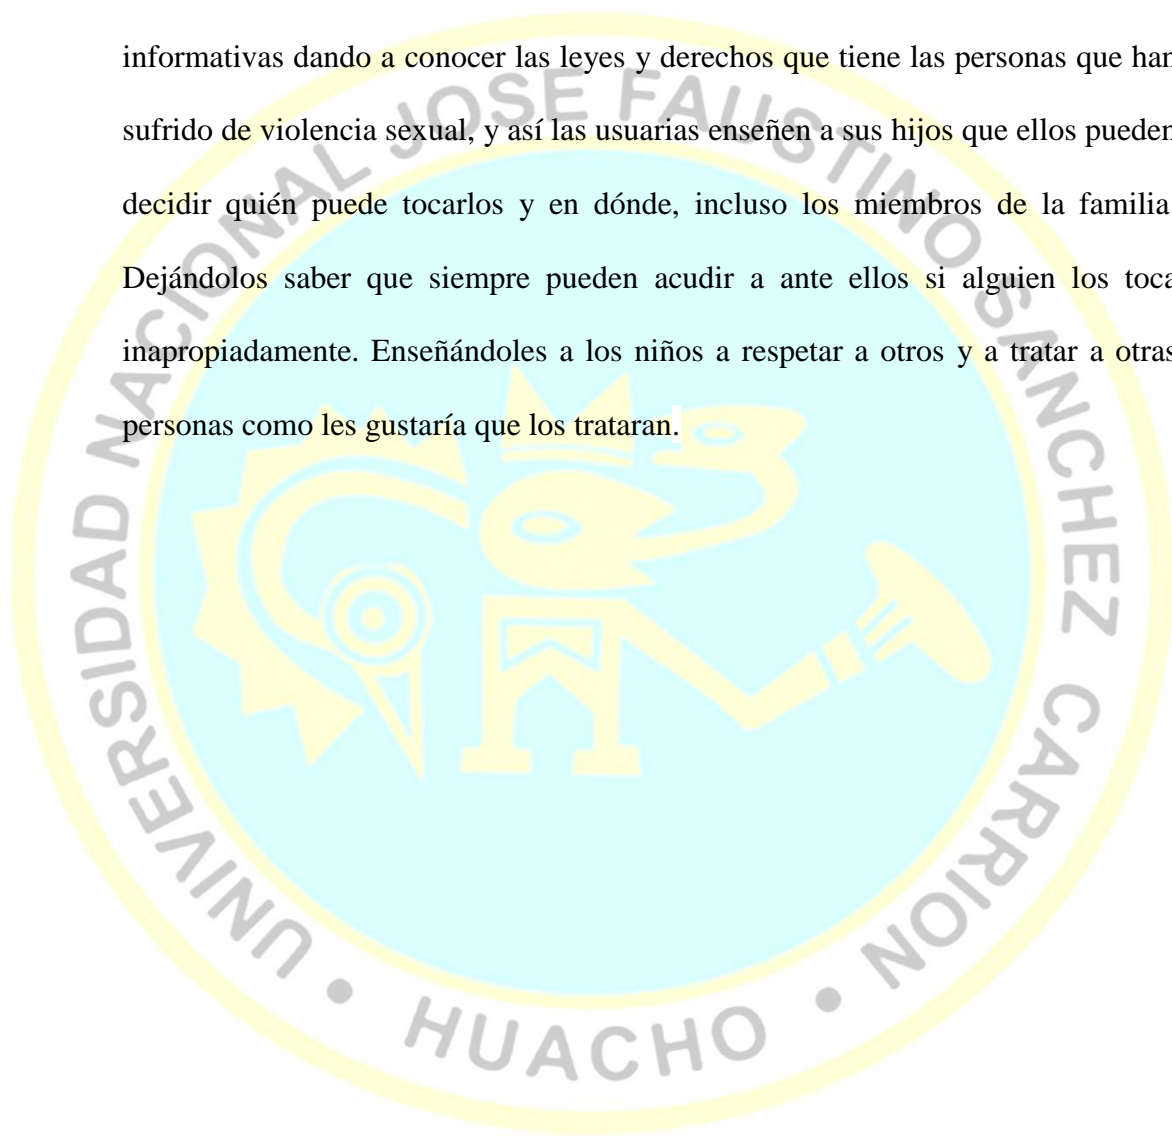 informativas dando a conocer las leyes y derechos que tiene las personas que han
sufrido de violencia sexual, y así las usuarias enseñen a sus hijos que ellos pueden
decidir quién puede tocarlos y en dónde, incluso los miembros de la familia
Dejándolos saber que siempre pueden acudir a ante ellos si alguien los toca
inapropiadamente. Enseñándoles a los niños a respetar a otros y a tratar a otras
personas como les gustaría que los trataran.
UNIVERSIDAD NACIONAL JOSE FAUSTINO SANCHEZ CARRION • HUACHO •